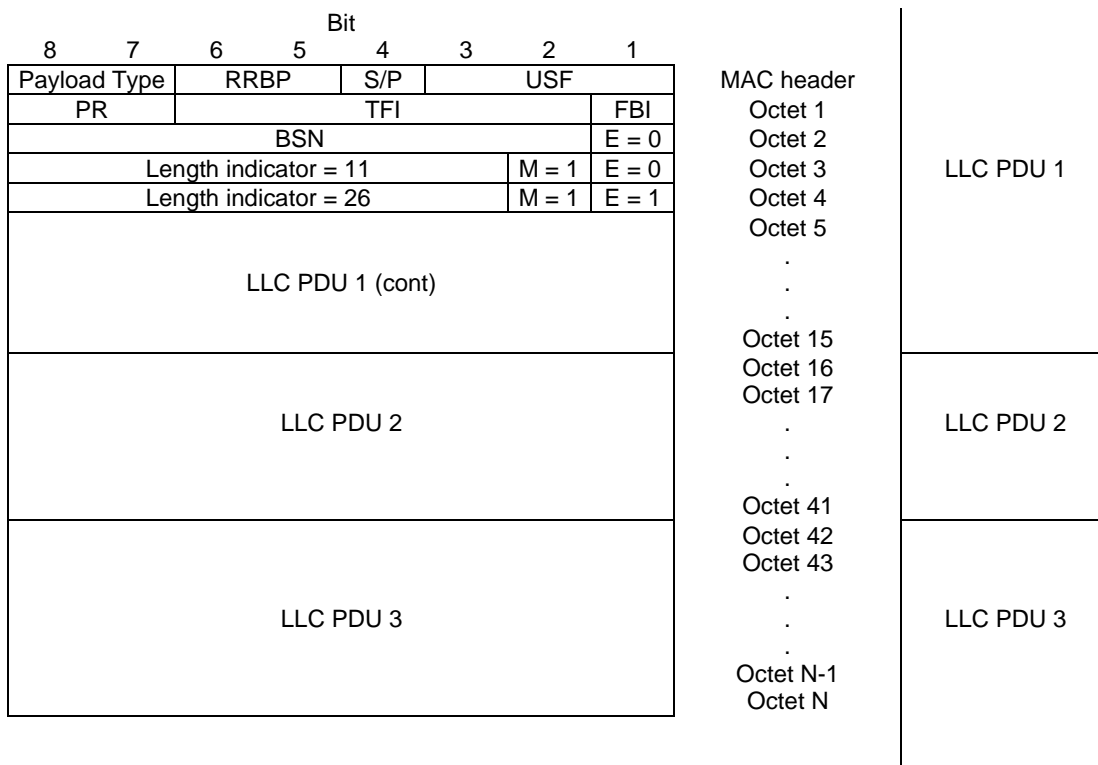 Bit
8 7 6 5 4 3 2 1
Payload Type RRBP S/P USF MAC header
PR TFI FBI Octet 1
BSN E = 0 Octet 2
Length indicator = 11 M = 1 E = 0 Octet 3 LLC PDU 1
Length indicator = 26 M = 1 E = 1 Octet 4
Octet 5
.
LLC PDU 1 (cont) .
.
Octet 15
Octet 16
Octet 17
LLC PDU 2 . LLC PDU 2
.
.
Octet 41
Octet 42
Octet 43
.
LLC PDU 3 . LLC PDU 3
.
Octet N-1
Octet N